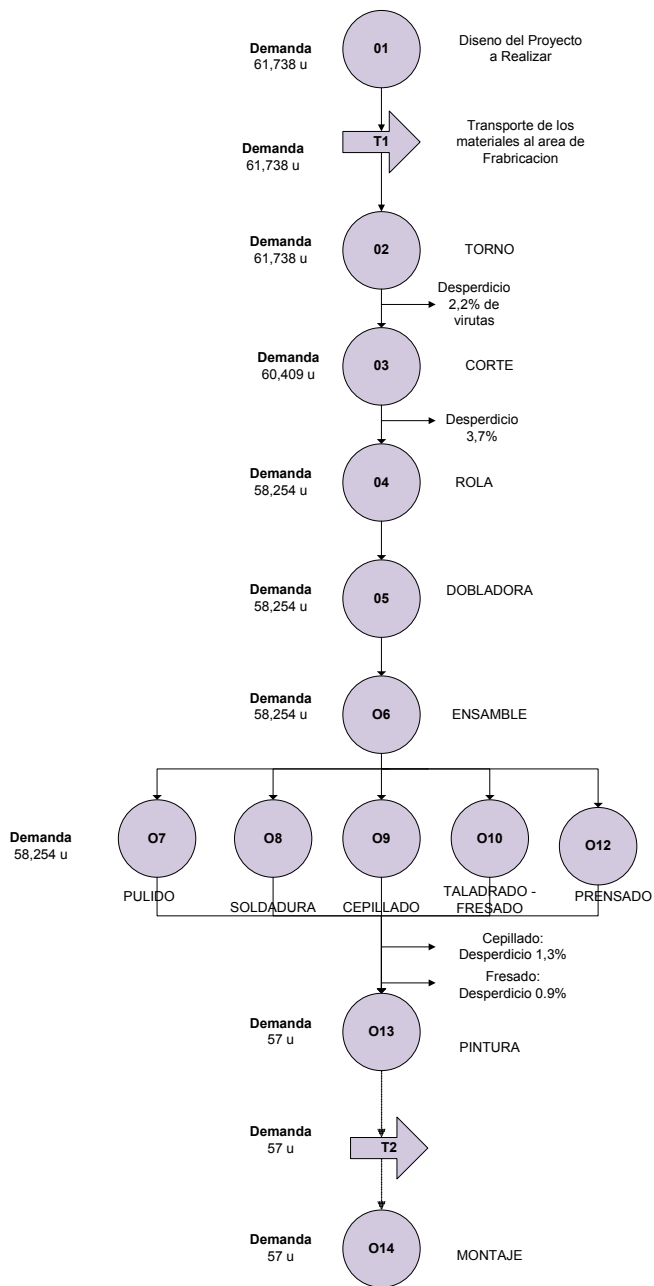 Demanda
61,738 u
01
Diseno del Proyecto
a Realizar
Demanda
61,738 u
T1
Transporte de los
materiales al area de
Frabricacion
Demanda
61,738 u
02
TORNO
Desperdicio
2,2% de
virutas
Demanda
60,409 u
03
CORTE
Desperdicio
3,7%
Demanda
58,254 u
04
ROLA
Demanda
58,254 u
05
DOBLADORA
Demanda
58,254 u
O6
ENSAMBLE
Demanda
58,254 u
O7
O8
O9
O10
O12
PULIDO
SOLDADURA
CEPILLADO
TALADRADO -
FRESADO
PRENSADO
Cepillado:
Desperdicio 1,3%
Fresado:
Desperdicio 0.9%
Demanda
57 u
O13
PINTURA
Demanda
57 u
T2
Demanda
57 u
O14
MONTAJE